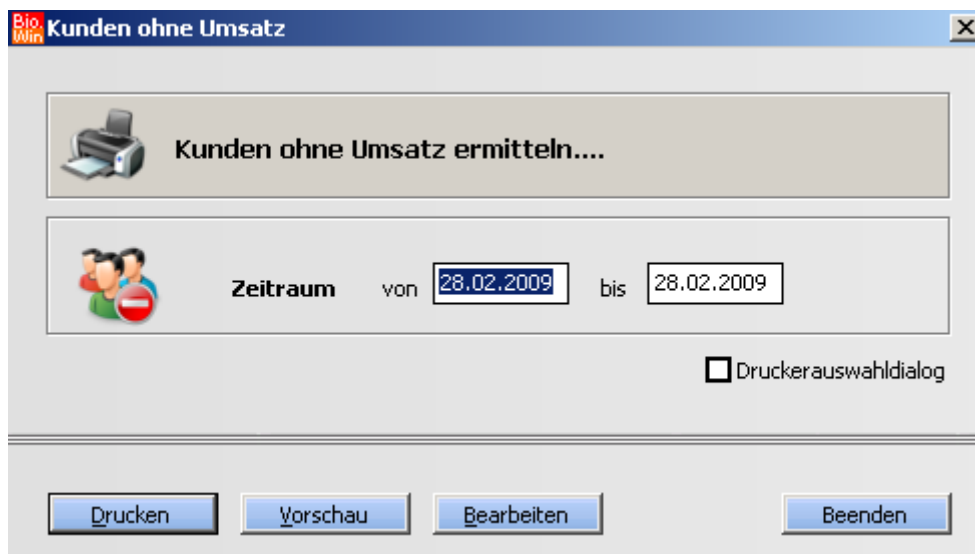 Bio. Win Kunden ohne Umsatz
Kunden ohne Umsatz ermitteln....
Zeitraum von 28.02.2009 bis 28.02.2009
Druckerauswahldialog
Drucken Vorschau Bearbeiten Beenden